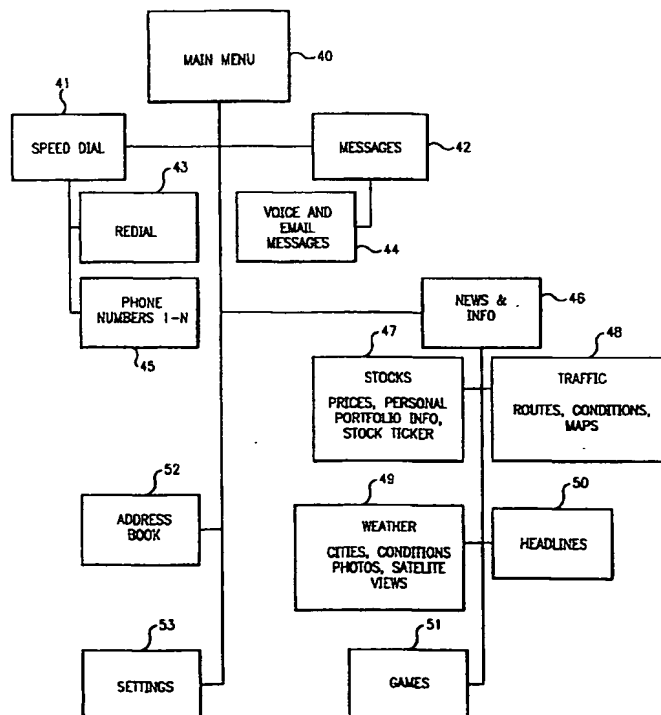 MAIN MENU
40
41
SPEED DIAL
MESSAGES
42
43
REDIAL
VOICE AND
EMAIL
MESSAGES
44
PHONE
NUMBERS 1-N
45
NEWS &
INFO
46
47
STOCKS
PRICES, PERSONAL
PORTFOLIO INFO,
STOCK TICKER
48
TRAFFIC
ROUTES, CONDITIONS,
MAPS
52
ADDRESS
BOOK
49
WEATHER
CITIES, CONDITIONS
PHOTOS, SATELITE
VIEWS
50
HEADLINES
53
SETTINGS
51
GAMES